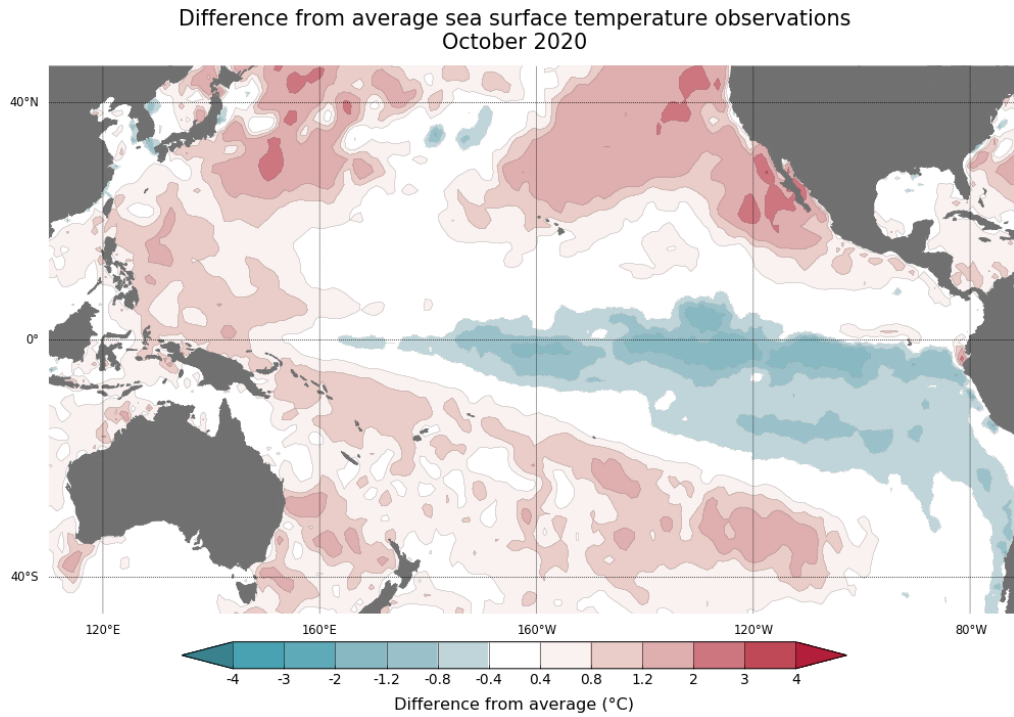 Difference from average sea surface temperature observations
October 2020
40°N
0°
40°S
120°E 160°E 160°W 120°W 80°W
-4 -3 -2 -1.2 -0.8 -0.4 0.4 0.8 1.2 2 3 4
Difference from average (°C)